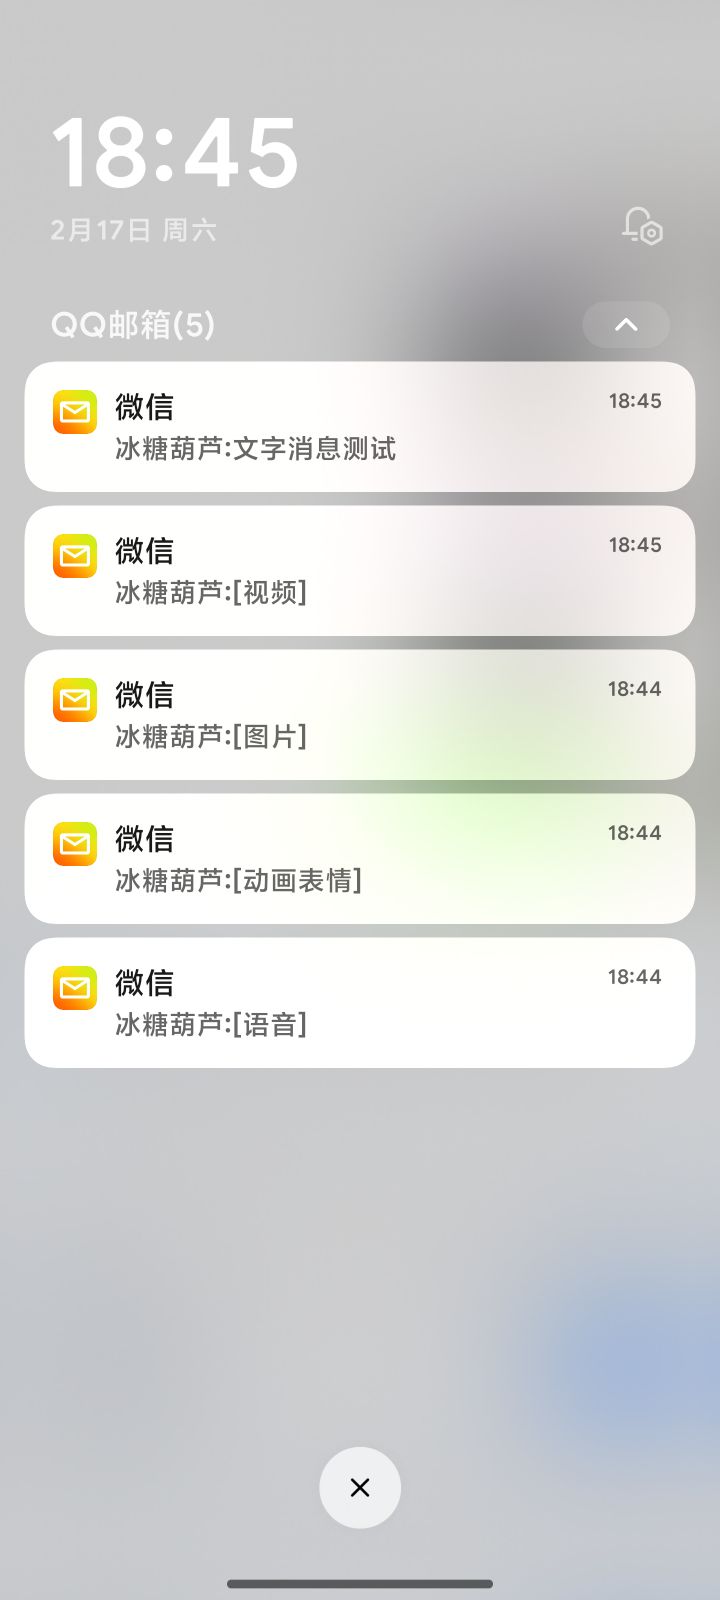 18:45
2月17日 周六
QQ邮箱(5)
微信 18:45
冰糖葫芦:文字消息测试
微信 18:45
冰糖葫芦:[视频]
微信 18:44
冰糖葫芦:[图片]
微信 18:44
冰糖葫芦:[动画表情]
微信 18:44
冰糖葫芦:[语音]